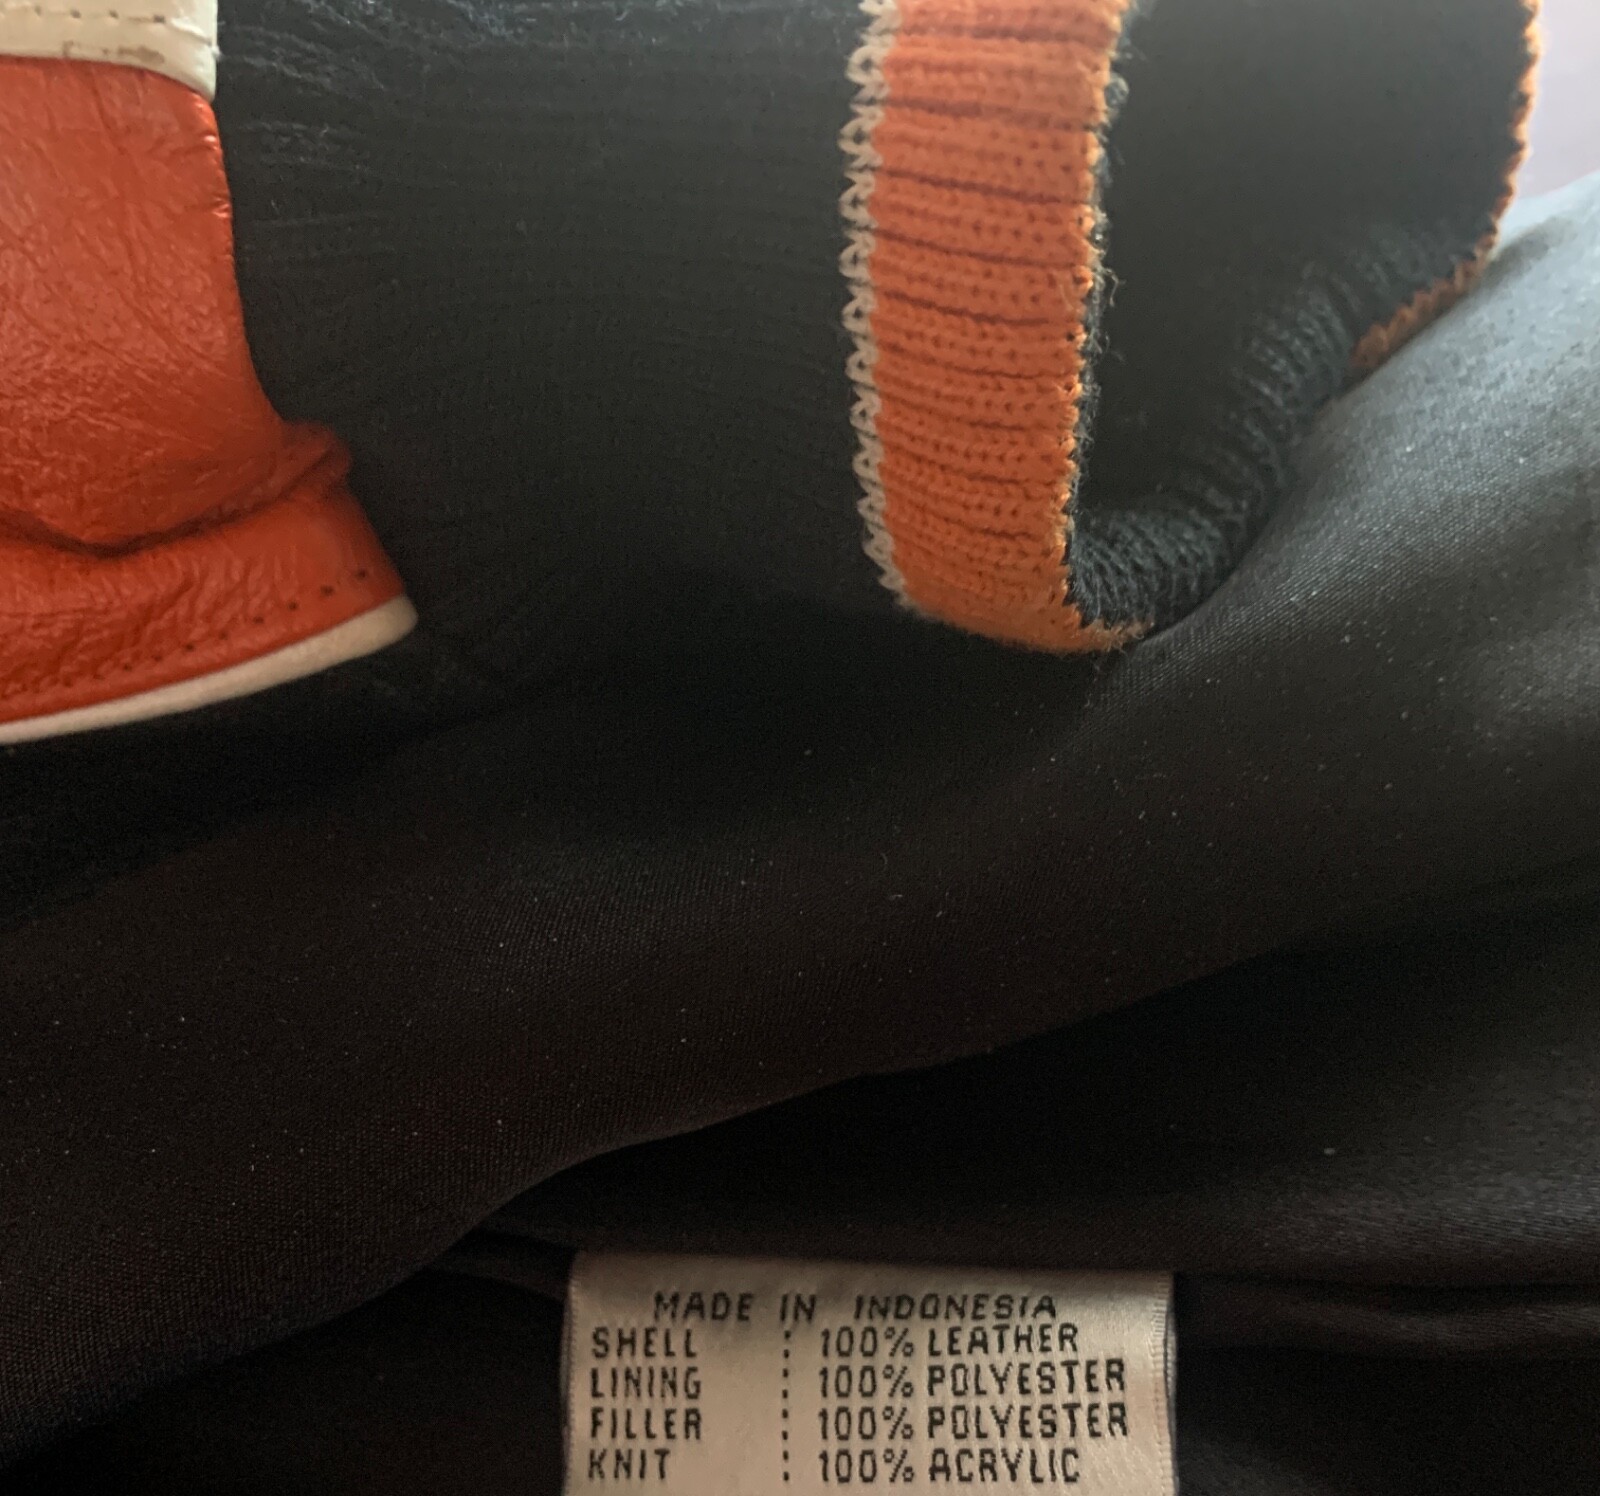 MADE IN INDONESIA
SHELL : 100% LEATHER
LINING : 100% POLYESTER
FILLER : 100% POLYESTER
KNIT : 100% ACRYLIC